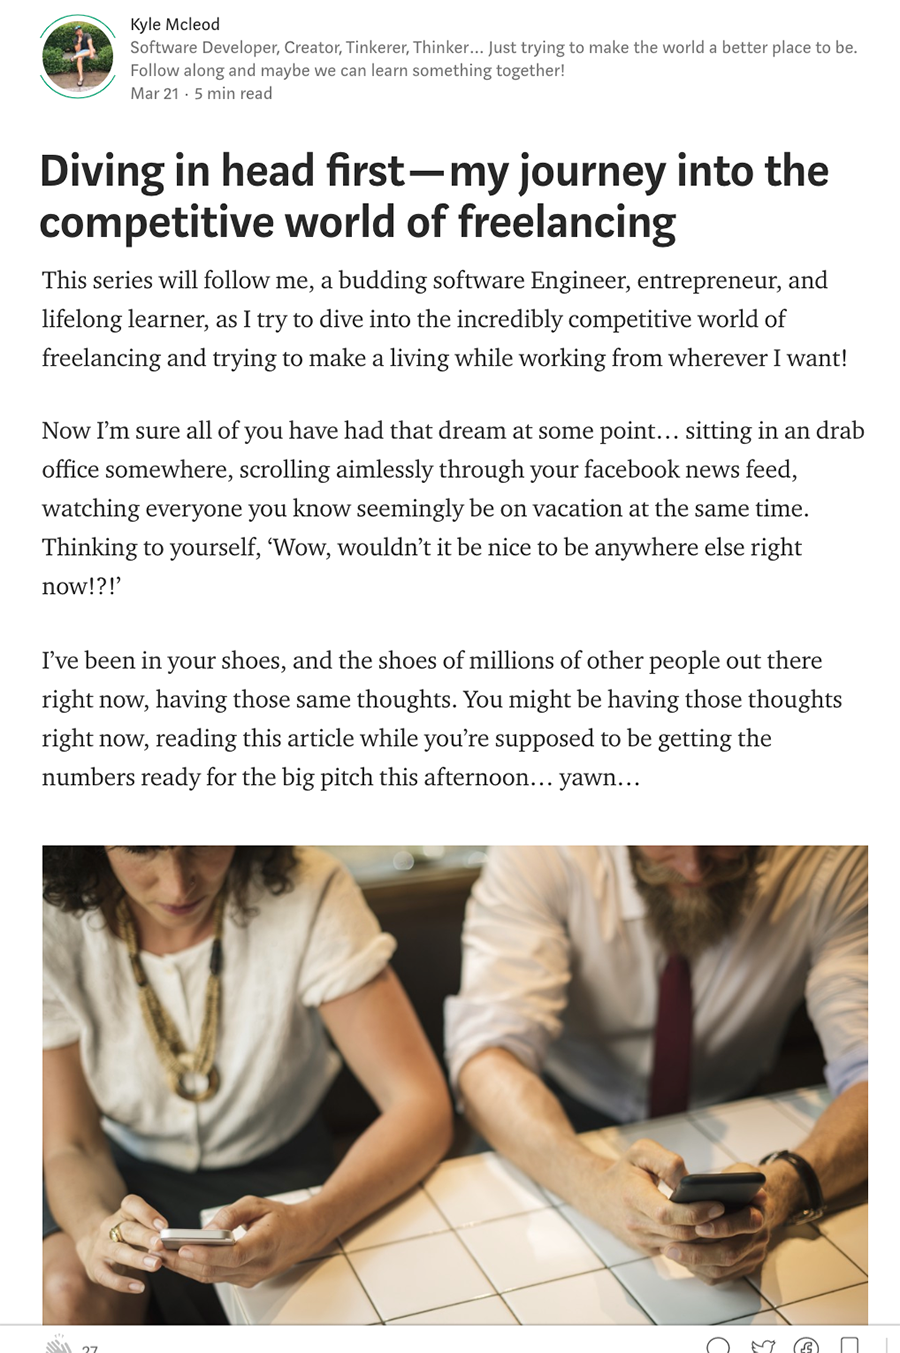 Kyle Mcleod
Software Developer, Creator, Tinkerer, Thinker… Just trying to make the world a better place to be.
Follow along and maybe we can learn something together!
Mar 21 · 5 min read
Diving in head first—my journey into the
competitive world of freelancing
This series will follow me, a budding software Engineer, entrepreneur, and
lifelong learner, as I try to dive into the incredibly competitive world of
freelancing and trying to make a living while working from wherever I want!
Now I’m sure all of you have had that dream at some point… sitting in an drab
office somewhere, scrolling aimlessly through your facebook news feed,
watching everyone you know seemingly be on vacation at the same time.
Thinking to yourself, ‘Wow, wouldn’t it be nice to be anywhere else right
now!?!’
I’ve been in your shoes, and the shoes of millions of other people out there
right now, having those same thoughts. You might be having those thoughts
right now, reading this article while you’re supposed to be getting the
numbers ready for the big pitch this afternoon… yawn…
27